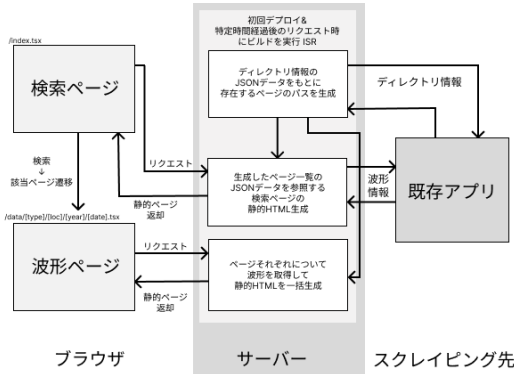 /index.tsx
検索ページ
検索
↓
該当ページ遷移
/data/[type]/[loc]/[year]/[date].tsx
波形ページ
リクエスト
静的ページ
返却
リクエスト
静的ページ
返却
初回デプロイ&
特定時間経過後のリクエスト時
にビルドを実行 ISR
ディレクトリ情報の
JSONデータをもとに
存在するページのパスを生成
生成したページ一覧の
JSONデータを参照する
検索ページの
静的HTML生成
ページそれぞれについて
波形を取得して
静的HTMLを一括生成
ディレクトリ情報
波形
情報
既存アプリ
ブラウザ
サーバー
スクレイピング先